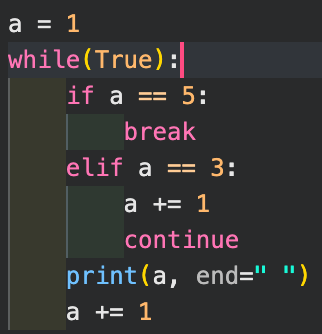 a = 1
while(True):
    if a == 5:
        break
    elif a == 3:
        a += 1
        continue
    print(a, end=" ")
    a += 1